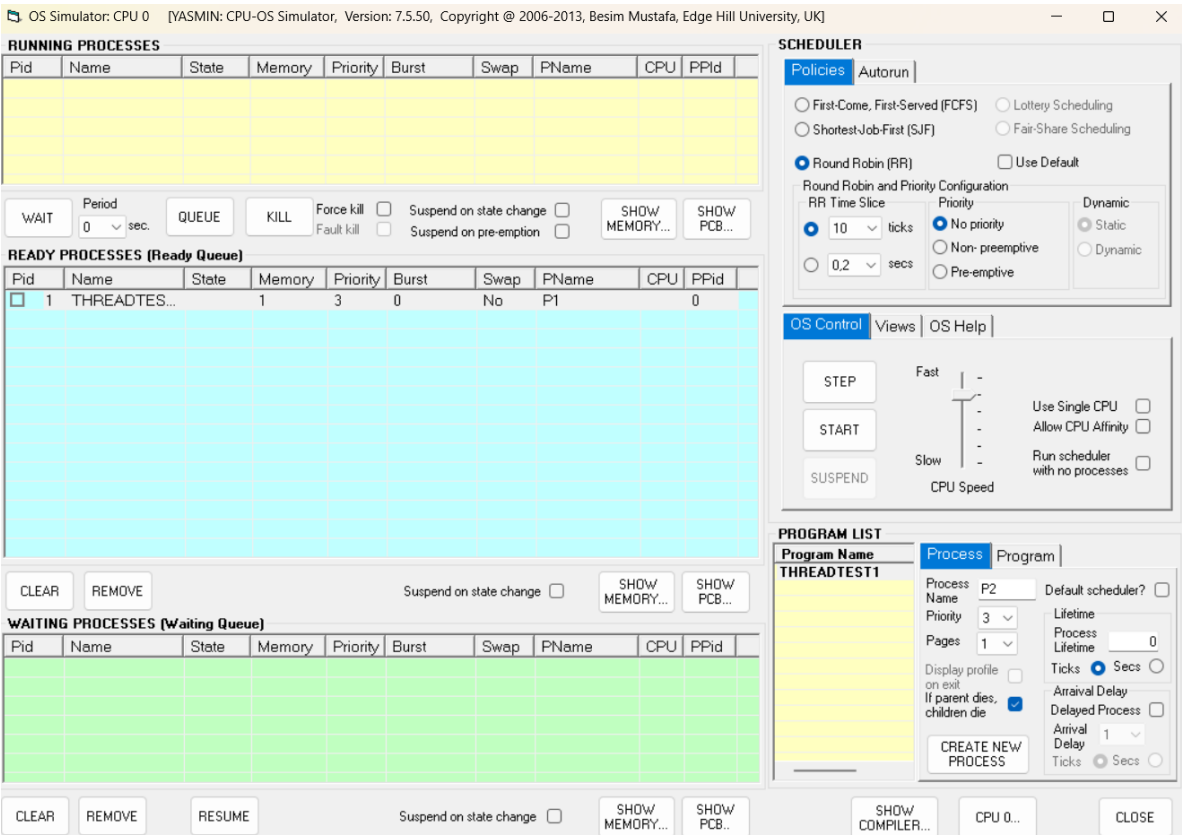 OS Simulator: CPU 0 [YASMIN: CPU-OS Simulator, Version: 7.5.50, Copyright @ 2006-2013, Besim Mustafa, Edge Hill University, UK]
RUNNING PROCESSES
Pid Name State Memory Priority Burst Swap PName CPU PPId
WAIT
Period
0 sec.
QUEUE
KILL
Force kill
Fault kill
Suspend on state change
Suspend on pre-emption
SHOW
MEMORY...
SHOW
PCB...
READY PROCESSES (Ready Queue)
Pid Name State Memory Priority Burst Swap PName CPU PPId
1 THREADTES... 1 3 0 No P1 0
CLEAR
REMOVE
Suspend on state change
SHOW
MEMORY...
SHOW
PCB...
WAITING PROCESSES (Waiting Queue)
Pid Name State Memory Priority Burst Swap PName CPU PPid
CLEAR
REMOVE
RESUME
Suspend on state change
SHOW
MEMORY...
SHOW
PCB..
SCHEDULER
Policies Autorun
First-Come, First-Served (FCFS) Lottery Scheduling
Shortest-Job-First (SJF) Fair-Share Scheduling
Round Robin (RR) Use Default
Round Robin and Priority Configuration
RR Time Slice
10 ticks
0,2 secs
Priority
No priority
Non- preemptive
Pre-emptive
Dynamic
Static
Dynamic
OS Control Views OS Help
STEP
START
SUSPEND
Fast
Slow
CPU Speed
Use Single CPU
Allow CPU Affinity
Run scheduler
with no processes
PROGRAM LIST
Program Name
THREADTEST1
Process Program
Process
Name P2
Priority 3
Pages 1
Display profile
on exit
If parent dies,
children die
CREATE NEW
PROCESS
Default scheduler?
Lifetime
Process
Lifetime 0
Ticks Secs
Arraival Delay
Delayed Process
Arrival
Delay 1
Ticks Secs
SHOW
COMPILER...
CPU 0...
CLOSE